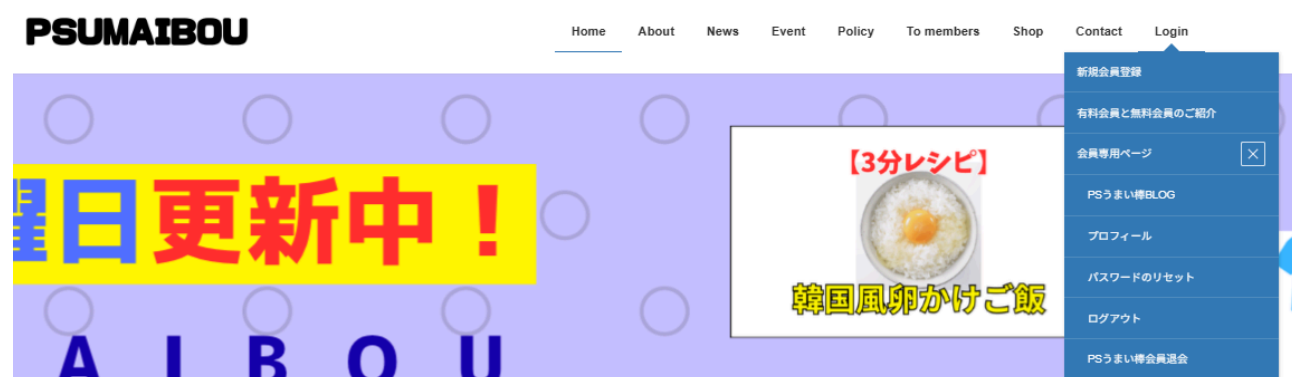 PSUMAIBOU
Home About News Event Policy To members Shop Contact Login
新規会員登録
有料会員と無料会員のご紹介
会員専用ページ
PSうまい棒BLOG
プロフィール
パスワードのリセット
ログアウト
PSうまい棒会員退会
曜日更新中！
AIBOU
【3分レシピ】
韓国風卵かけご飯